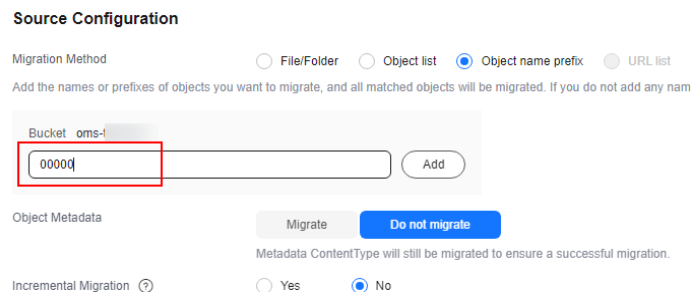 Source Configuration
Migration Method File/Folder Object list Object name prefix URL list
Add the names or prefixes of objects you want to migrate, and all matched objects will be migrated. If you do not add any nam
Bucket oms-
00000 Add
Object Metadata Migrate Do not migrate
Metadata ContentType will still be migrated to ensure a successful migration.
Incremental Migration ? Yes No